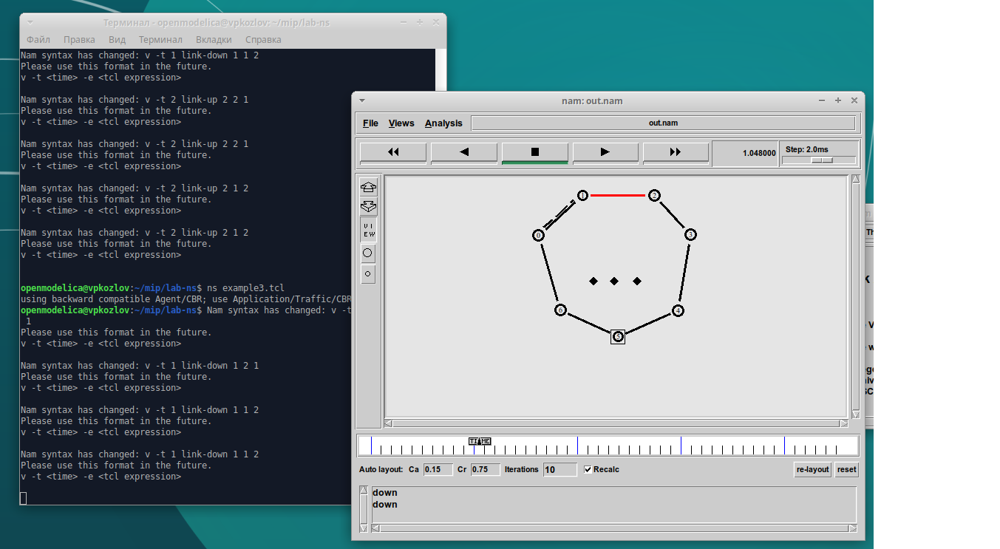 Терминал - openmodelica@vpkozlov: ~/mip/lab-ns
Файл Правка Вид Терминал Вкладки Справка
Nam syntax has changed: v -t 1 link-down 1 1 2
Please use this format in the future.
v -t <time> -e <tcl expression>
Nam syntax has changed: v -t 2 link-up 2 2 1
Please use this format in the future.
v -t <time> -e <tcl expression>
Nam syntax has changed: v -t 2 link-up 2 2 1
Please use this format in the future.
v -t <time> -e <tcl expression>
Nam syntax has changed: v -t 2 link-up 2 1 2
Please use this format in the future.
v -t <time> -e <tcl expression>
Nam syntax has changed: v -t 2 link-up 2 1 2
Please use this format in the future.
v -t <time> -e <tcl expression>
openmodelica@vpkozlov:~/mip/lab-ns$ ns example3.tcl
using backward compatible Agent/CBR; use Application/Traffic/CBR
openmodelica@vpkozlov:~/mip/lab-ns$ Nam syntax has changed: v -t
1
Please use this format in the future.
v -t <time> -e <tcl expression>
Nam syntax has changed: v -t 1 link-down 1 2 1
Please use this format in the future.
v -t <time> -e <tcl expression>
Nam syntax has changed: v -t 1 link-down 1 1 2
Please use this format in the future.
v -t <time> -e <tcl expression>
Nam syntax has changed: v -t 1 link-down 1 1 2
Please use this format in the future.
v -t <time> -e <tcl expression>
nam: out.nam
File Views Analysis out.nam
1.048000 Step: 2.0ms
VIEW
1 2
0 3
6 4
5
TIME
Auto layout: Ca 0.15 Cr 0.75 Iterations 10 Recalc re-layout reset
down
down